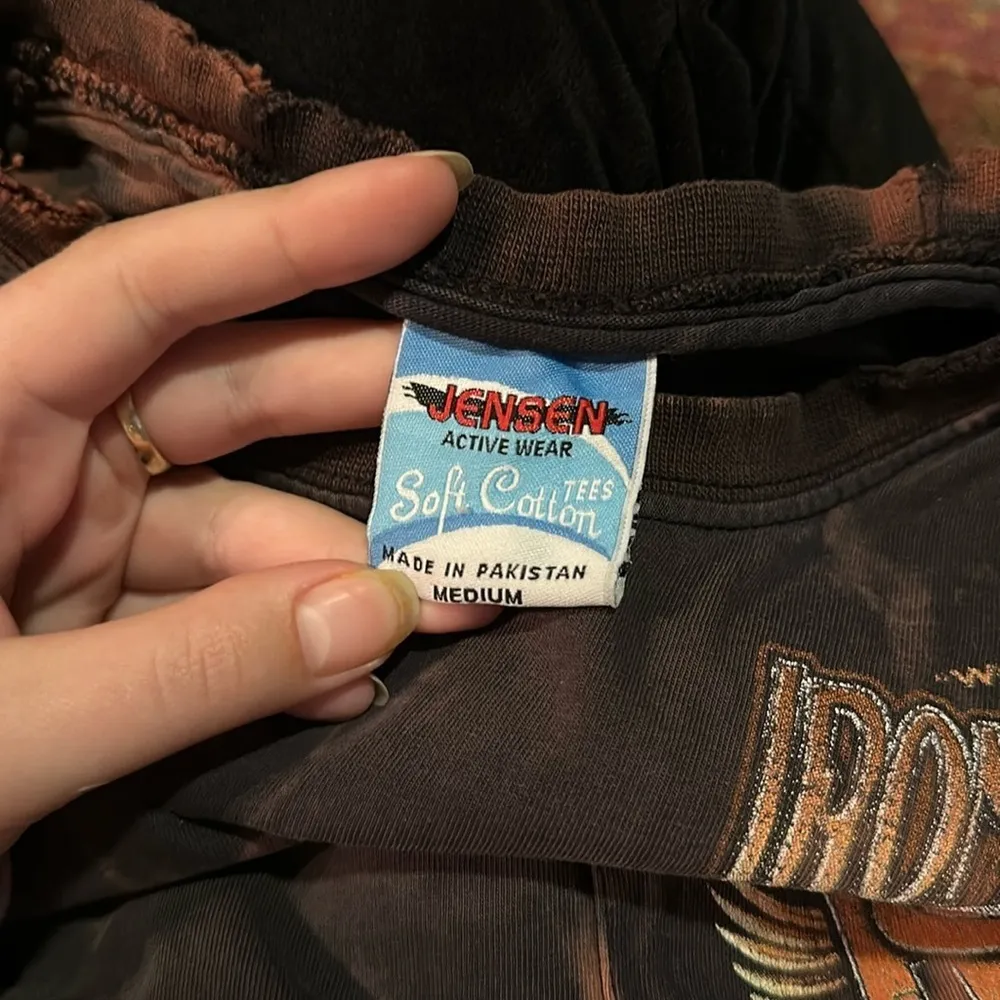 JENSEN
ACTIVE WEAR
Soft Cotton TEES
MADE IN PAKISTAN
MEDIUM